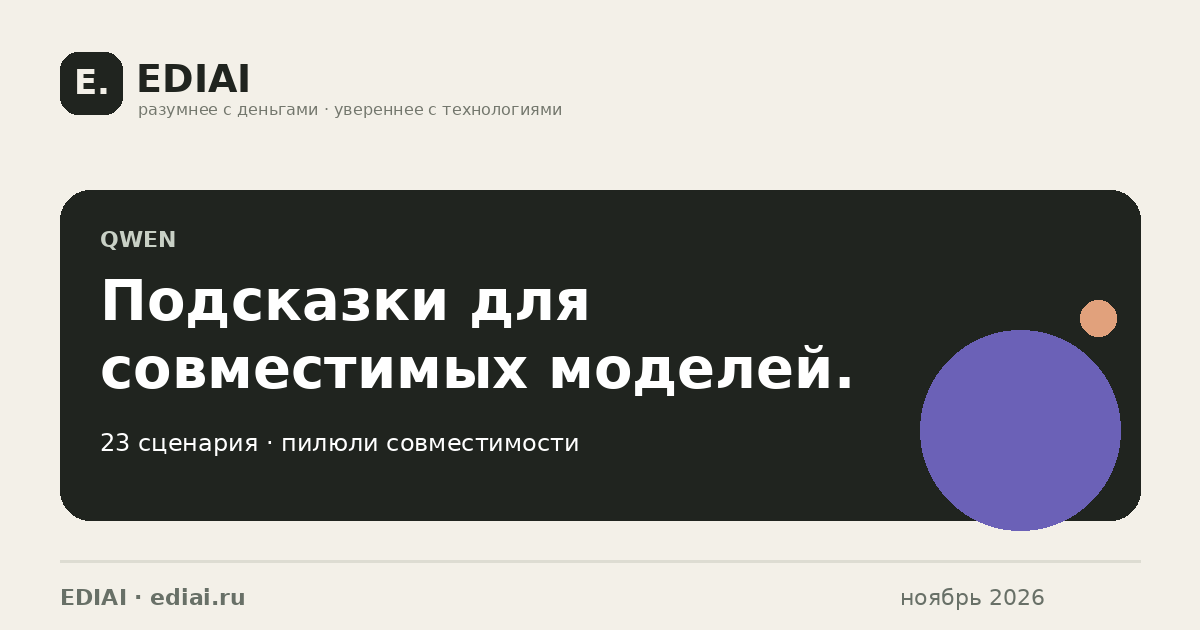 E.
EDIAI
разумнее с деньгами · увереннее с технологиями
QWEN
Подсказки для
совместимых моделей.
23 сценария · пилюли совместимости
EDIAI · ediai.ru
ноябрь 2026